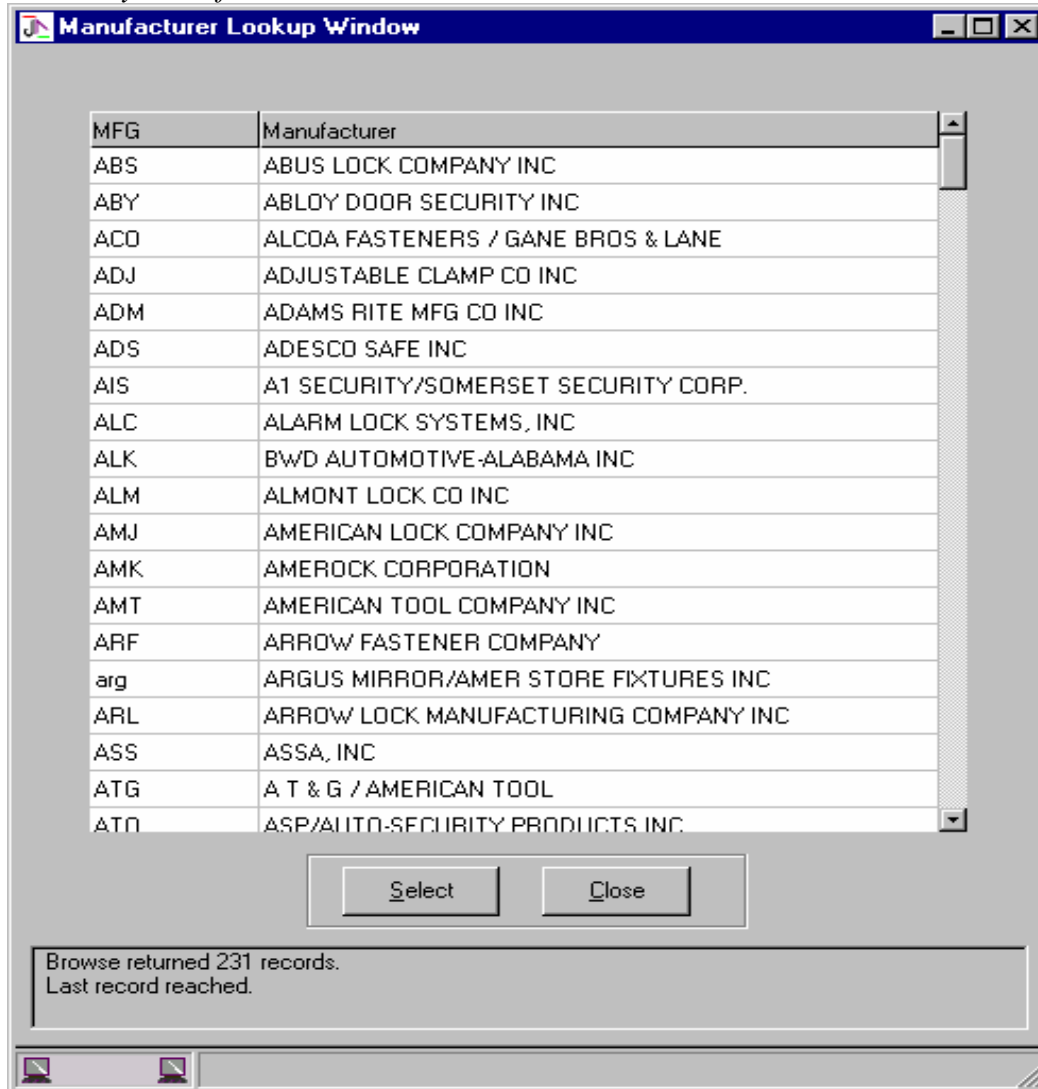 Manufacturer Lookup Window
MFG Manufacturer
ABS ABUS LOCK COMPANY INC
ABY ABLOY DOOR SECURITY INC
ACO ALCOA FASTENERS / GANE BROS & LANE
ADJ ADJUSTABLE CLAMP CO INC
ADM ADAMS RITE MFG CO INC
ADS ADESCO SAFE INC
AIS A1 SECURITY/SOMERSET SECURITY CORP.
ALC ALARM LOCK SYSTEMS, INC
ALK BWD AUTOMOTIVE-ALABAMA INC
ALM ALMONT LOCK CO INC
AMJ AMERICAN LOCK COMPANY INC
AMK AMEROCK CORPORATION
AMT AMERICAN TOOL COMPANY INC
ARF ARROW FASTENER COMPANY
arg ARGUS MIRROR/AMER STORE FIXTURES INC
ARL ARROW LOCK MANUFACTURING COMPANY INC
ASS ASSA, INC
ATG A T & G / AMERICAN TOOL
ATO ASP/AUTO-SECURITY PRODUCTS INC
Select Close
Browse returned 231 records.
Last record reached.